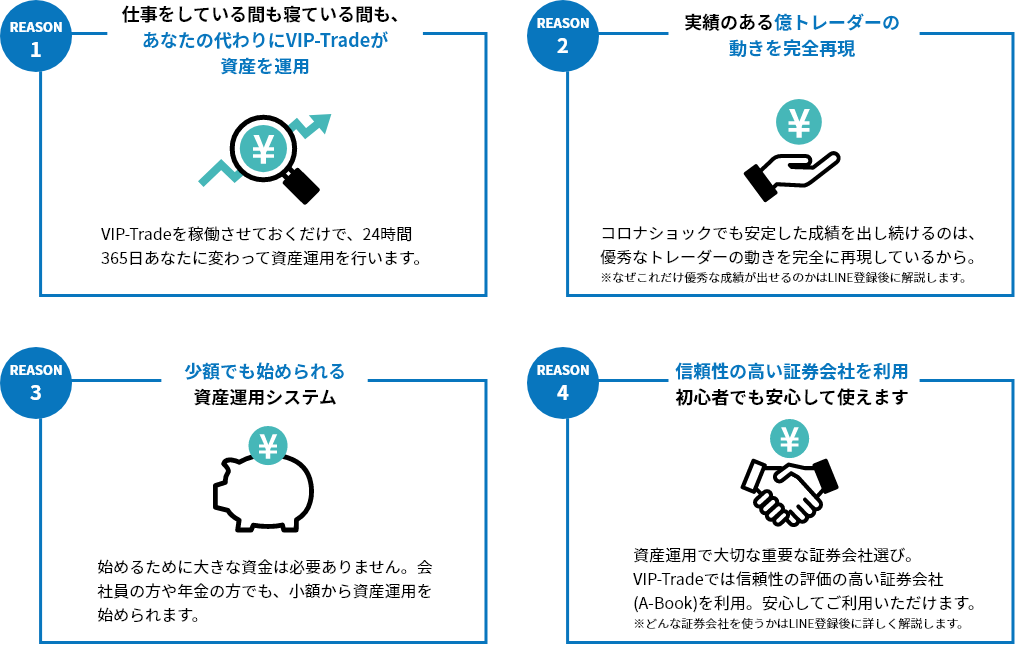 REASON
1
仕事をしている間も寝ている間も、
あなたの代わりにVIP-Tradeが
資産を運用
¥
VIP-Tradeを稼働させておくだけで、24時間
365日あなたに変わって資産運用を行います。
REASON
2
実績のある億トレーダーの
動きを完全再現
¥
コロナショックでも安定した成績を出し続けるのは、
優秀なトレーダーの動きを完全に再現しているから。
※なぜこれだけ優秀な成績が出せるのかはLINE登録後に解説します。
REASON
3
少額でも始められる
資産運用システム
¥
始めるために大きな資金は必要ありません。会
社員の方や年金の方でも、小額から資産運用を
始められます。
REASON
4
信頼性の高い証券会社を利用
初心者でも安心して使えます
¥
資産運用で大切な重要な証券会社選び。
VIP-Tradeでは信頼性の評価の高い証券会社
(A-Book)を利用。安心してご利用いただけます。
※どんな証券会社を使うかはLINE登録後に詳しく解説します。